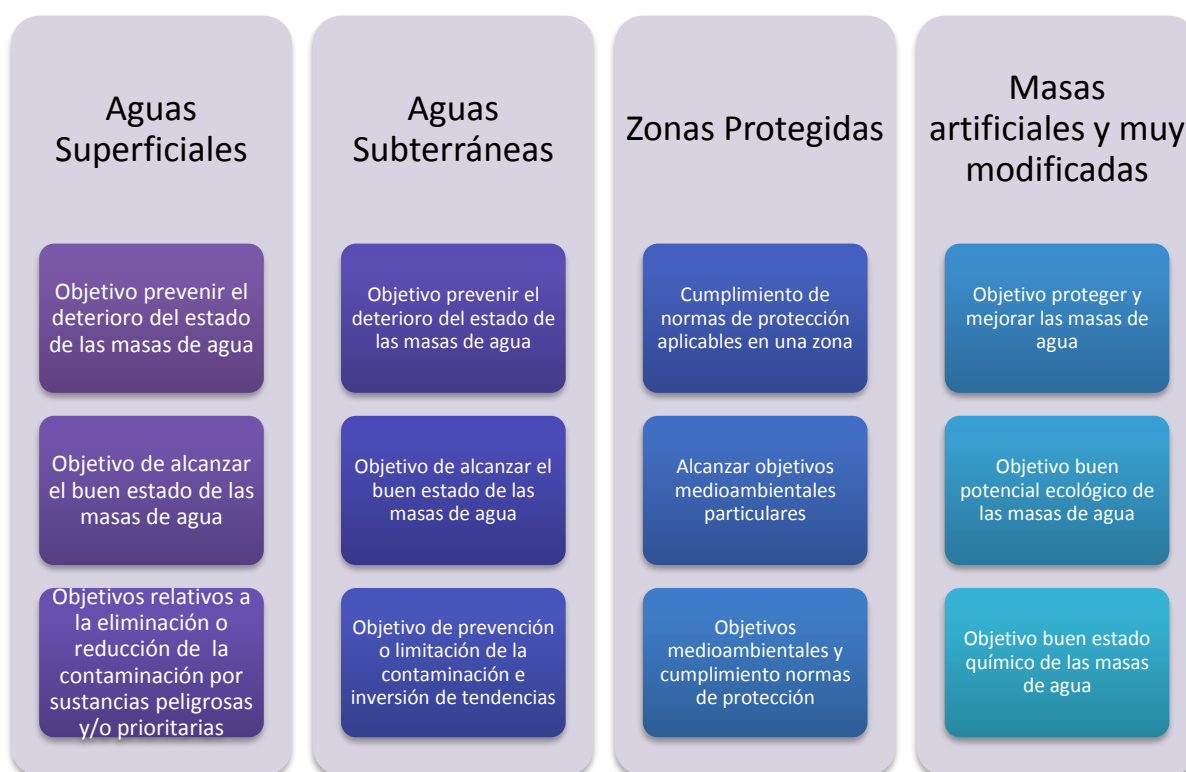 Aguas
Superficiales
Objetivo prevenir el
deterioro del estado
de las masas de agua
Objetivo de alcanzar
el buen estado de las
masas de agua
Objetivos relativos a
la eliminación o
reducción de la
contaminación por
sustancias peligrosas
y/o prioritarias
Aguas
Subterráneas
Objetivo prevenir el
deterioro del estado de
las masas de agua
Objetivo de alcanzar el
buen estado de las
masas de agua
Objetivo de prevención
o limitación de la
contaminación e
inversión de tendencias
Zonas Protegidas
Cumplimiento de
normas de protección
aplicables en una zona
Alcanzar objetivos
medioambientales
particulares
Objetivos
medioambientales y
cumplimiento normas
de protección
Masas
artificiales y muy
modificadas
Objetivo proteger y
mejorar las masas de
agua
Objetivo buen
potencial ecológico de
las masas de agua
Objetivo buen estado
químico de las masas
de agua